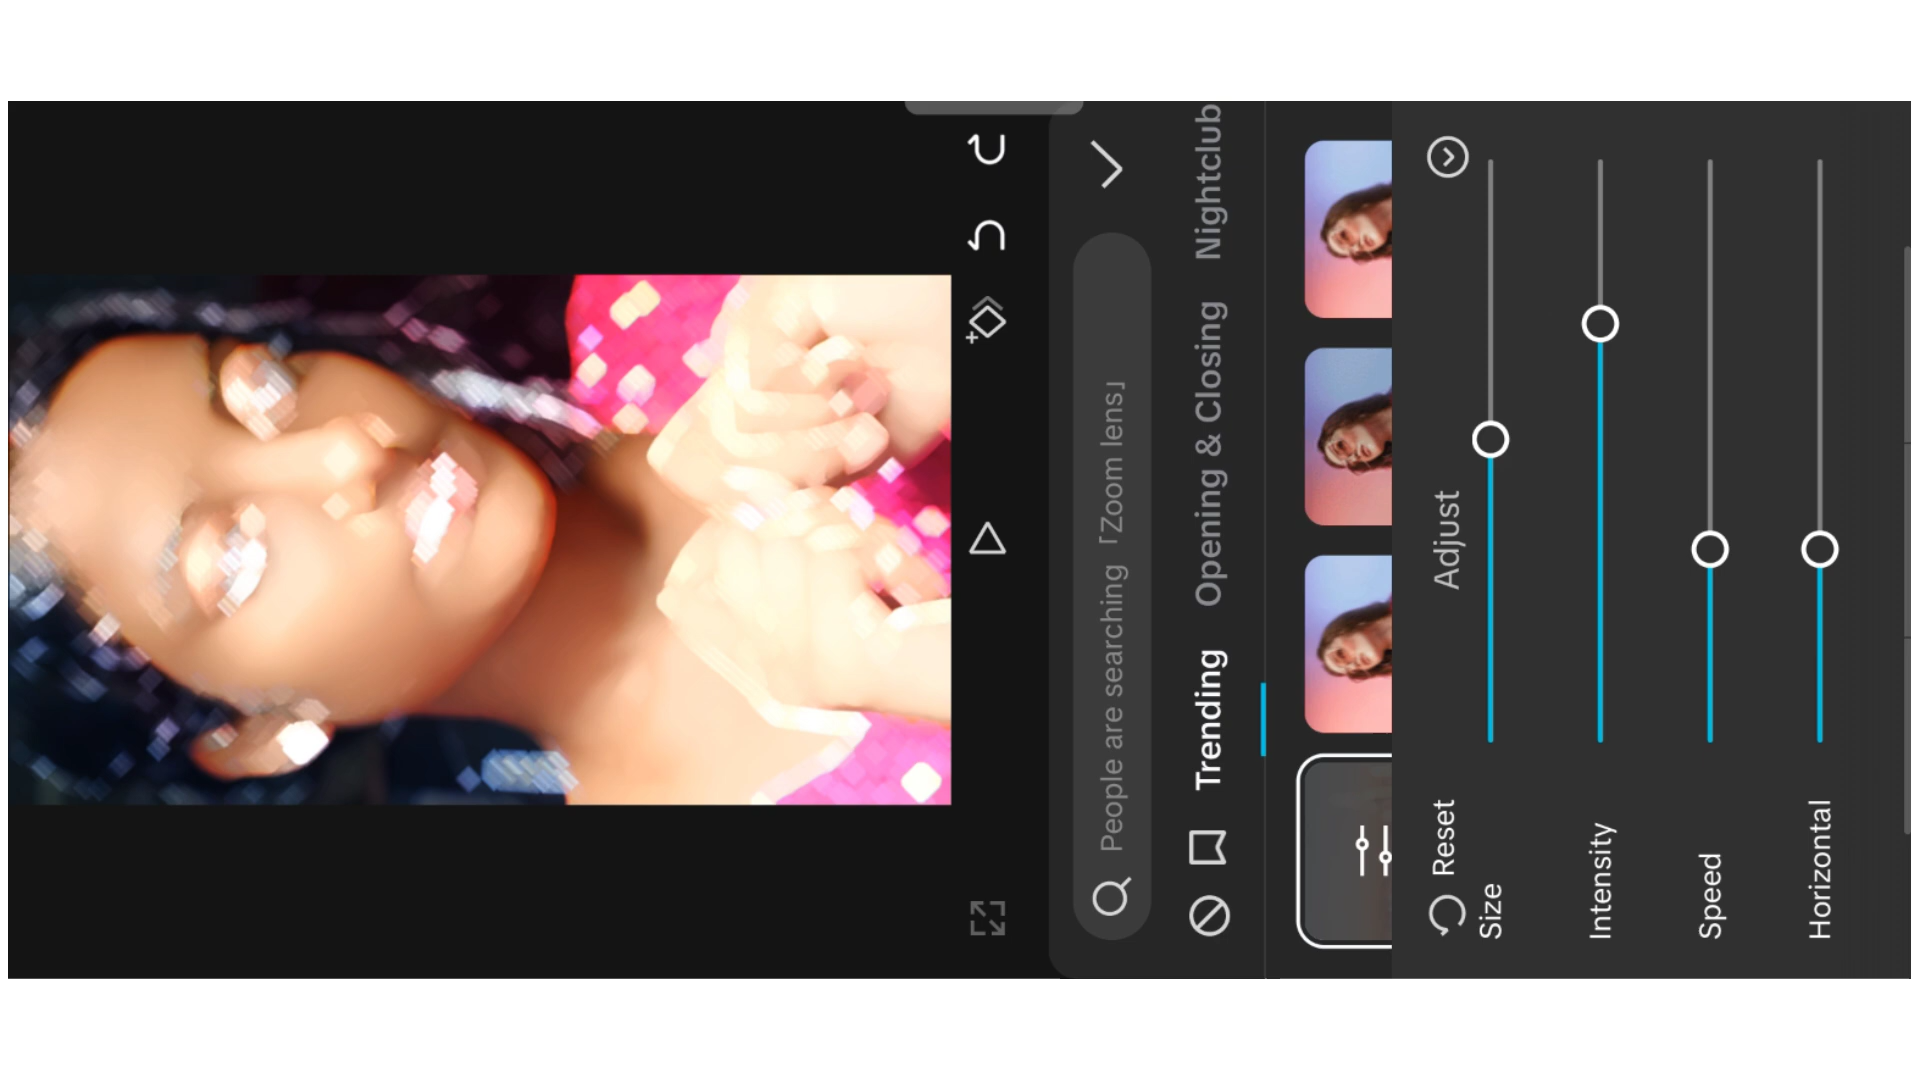 People are searching「Zoom lens」
Trending Opening & Closing Nightclub
Reset Adjust
Size
Intensity
Speed
Horizontal